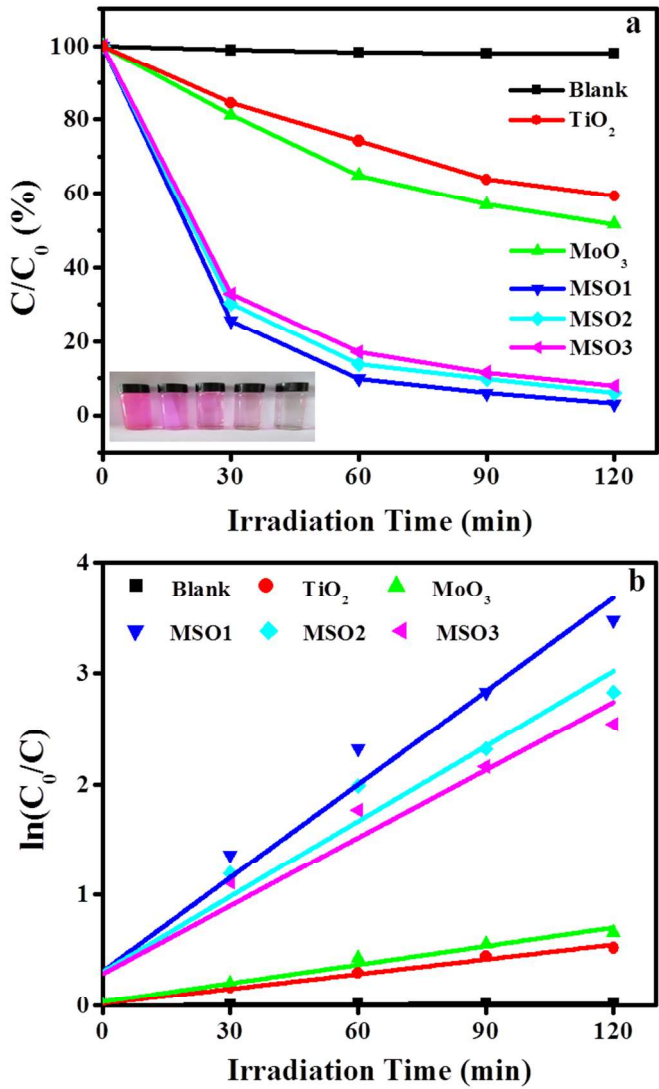 a
100
80
60
40
20
0
C/C₀ (%)
Blank
TiO₂
MoO₃
MSO1
MSO2
MSO3
0 30 60 90 120
Irradiation Time (min)
b
4
3
2
1
0
ln(C₀/C)
Blank TiO₂ MoO₃
MSO1 MSO2 MSO3
0 30 60 90 120
Irradiation Time (min)